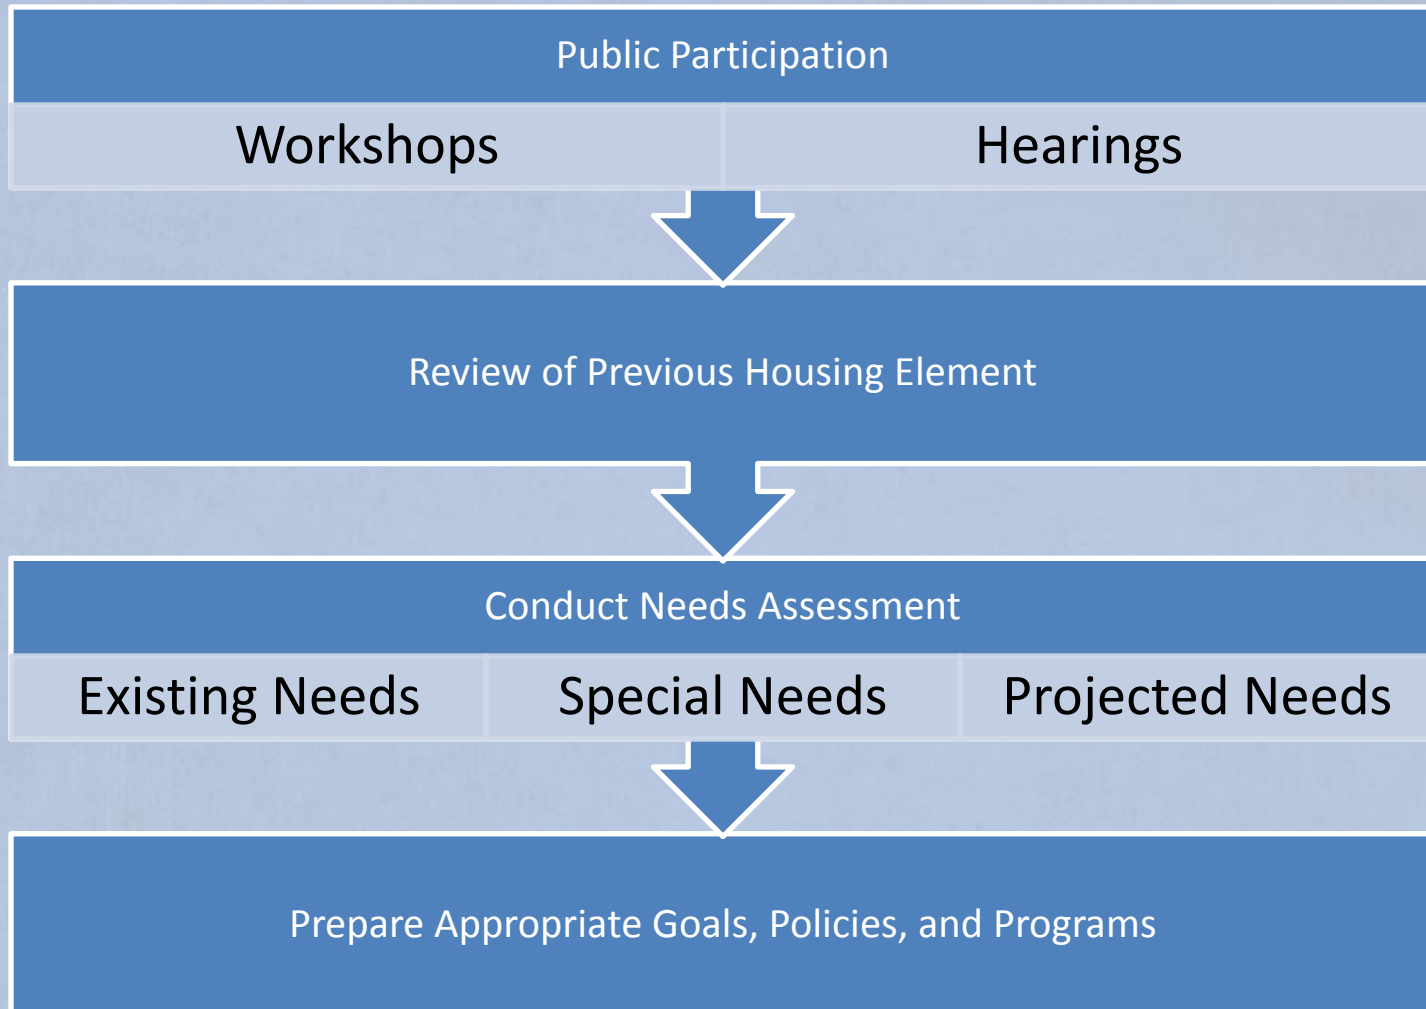 Public Participation
Workshops
Hearings
Review of Previous Housing Element
Conduct Needs Assessment
Existing Needs
Special Needs
Projected Needs
Prepare Appropriate Goals, Policies, and Programs